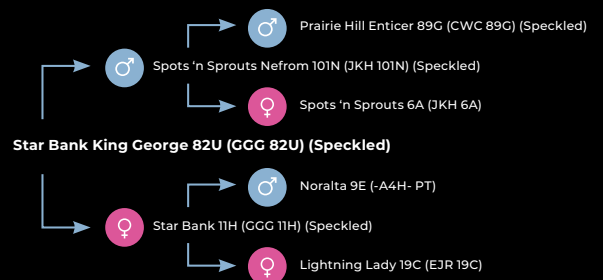 Prairie Hill Enticer 89G (CWC 89G) (Speckled)
Spots ‘n Sprouts Nefrom 101N (JKH 101N) (Speckled)
Spots ‘n Sprouts 6A (JKH 6A)
Star Bank King George 82U (GGG 82U) (Speckled)
Noralta 9E (-A4H- PT)
Star Bank 11H (GGG 11H) (Speckled)
Lightning Lady 19C (EJR 19C)